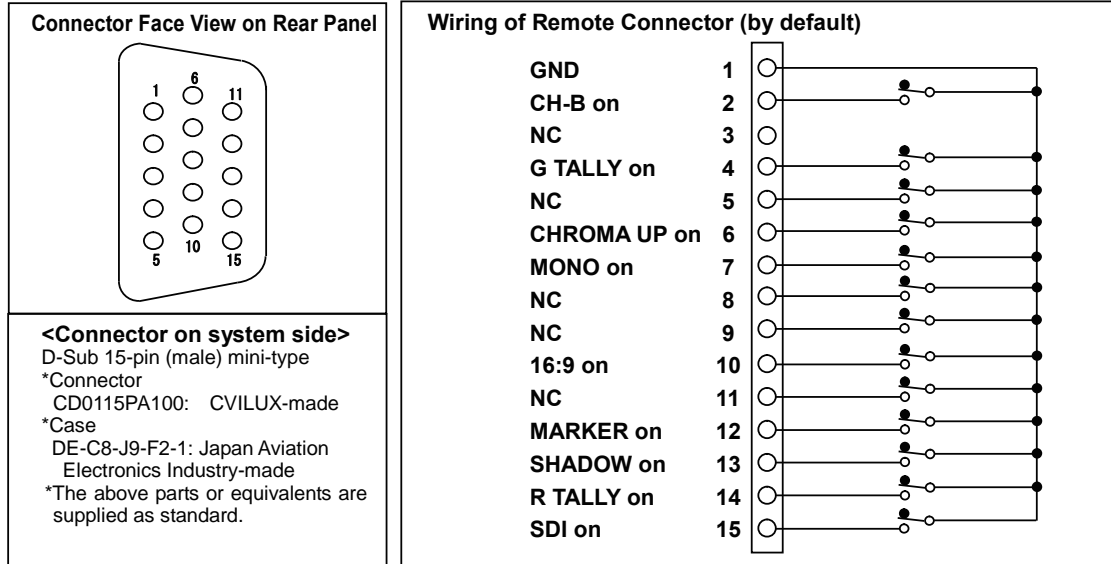 Connector Face View on Rear Panel
6
1
11
10
5
15
<Connector on system side>
D-Sub 15-pin (male) mini-type
*Connector
CD0115PA100: CVILUX-made
*Case
DE-C8-J9-F2-1: Japan Aviation
Electronics Industry-made
*The above parts or equivalents are
supplied as standard.
Wiring of Remote Connector (by default)
GND 1
CH-B on 2
NC 3
G TALLY on 4
NC 5
CHROMA UP on 6
MONO on 7
NC 8
NC 9
16:9 on 10
NC 11
MARKER on 12
SHADOW on 13
R TALLY on 14
SDI on 15